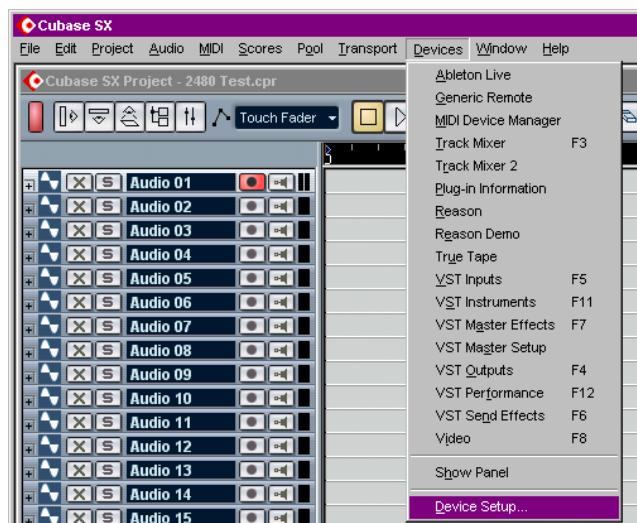 Cubase SX
File Edit Project Audio MIDI Scores Pool Transport Devices Window Help
Cubase SX Project - 2480 Test.cpr
Touch Fader
Ableton Live
Generic Remote
MIDI Device Manager
Track Mixer F3
Track Mixer 2
Plug-in Information
Reason
Reason Demo
True Tape
VST Inputs F5
VST Instruments F11
VST Master Effects F7
VST Master Setup
VST Outputs F4
VST Performance F12
VST Send Effects F6
Video F8
Show Panel
Device Setup...
5
X S Audio 01
X S Audio 02
X S Audio 03
X S Audio 04
X S Audio 05
X S Audio 06
X S Audio 07
X S Audio 08
X S Audio 09
X S Audio 10
X S Audio 11
X S Audio 12
X S Audio 13
X S Audio 14
X S Audio 15